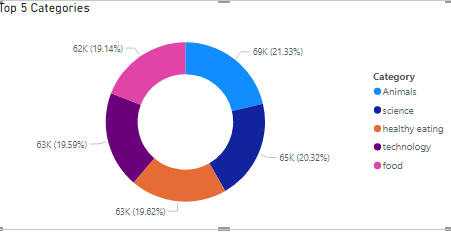 Top 5 Categories
62K (19.14%)
69K (21.33%)
63K (19.59%)
65K (20.32%)
63K (19.62%)
Category
Animals
science
healthy eating
technology
food